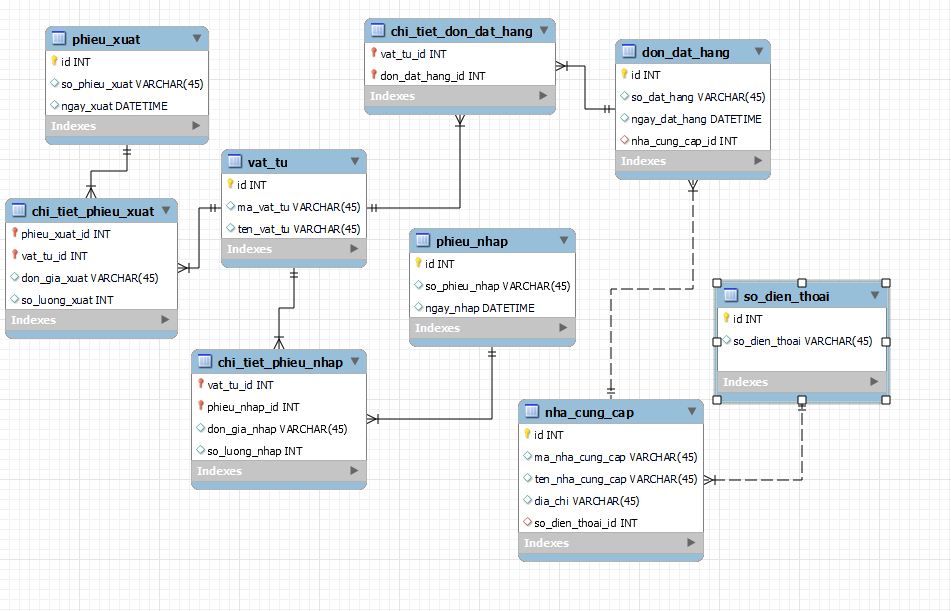 phieu_xuat
id INT
so_phieu_xuat VARCHAR(45)
ngay_xuat DATETIME
Indexes
chi_tiet_don_dat_hang
vat_tu_id INT
don_dat_hang_id INT
Indexes
don_dat_hang
id INT
so_dat_hang VARCHAR(45)
ngay_dat_hang DATETIME
nha_cung_cap_id INT
Indexes
vat_tu
id INT
ma_vat_tu VARCHAR(45)
ten_vat_tu VARCHAR(45)
Indexes
chi_tiet_phieu_xuat
phieu_xuat_id INT
vat_tu_id INT
don_gia_xuat VARCHAR(45)
so_luong_xuat INT
Indexes
phieu_nhap
id INT
so_phieu_nhap VARCHAR(45)
ngay_nhap DATETIME
Indexes
so_dien_thoai
id INT
so_dien_thoai VARCHAR(45)
Indexes
chi_tiet_phieu_nhap
vat_tu_id INT
phieu_nhap_id INT
don_gia_nhap VARCHAR(45)
so_luong_nhap INT
Indexes
nha_cung_cap
id INT
ma_nha_cung_cap VARCHAR(45)
ten_nha_cung_cap VARCHAR(45)
dia_chi VARCHAR(45)
so_dien_thoai_id INT
Indexes